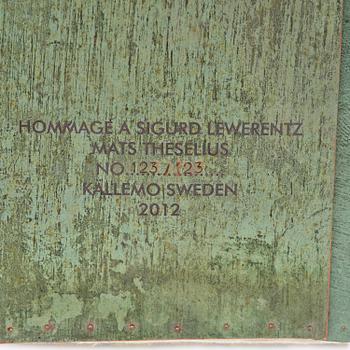 HOMMAGE A SIGURD LEWERENTZ
MATS THESELIUS
NO. 123 / 123...
KÄLLEMO SWEDEN
2012